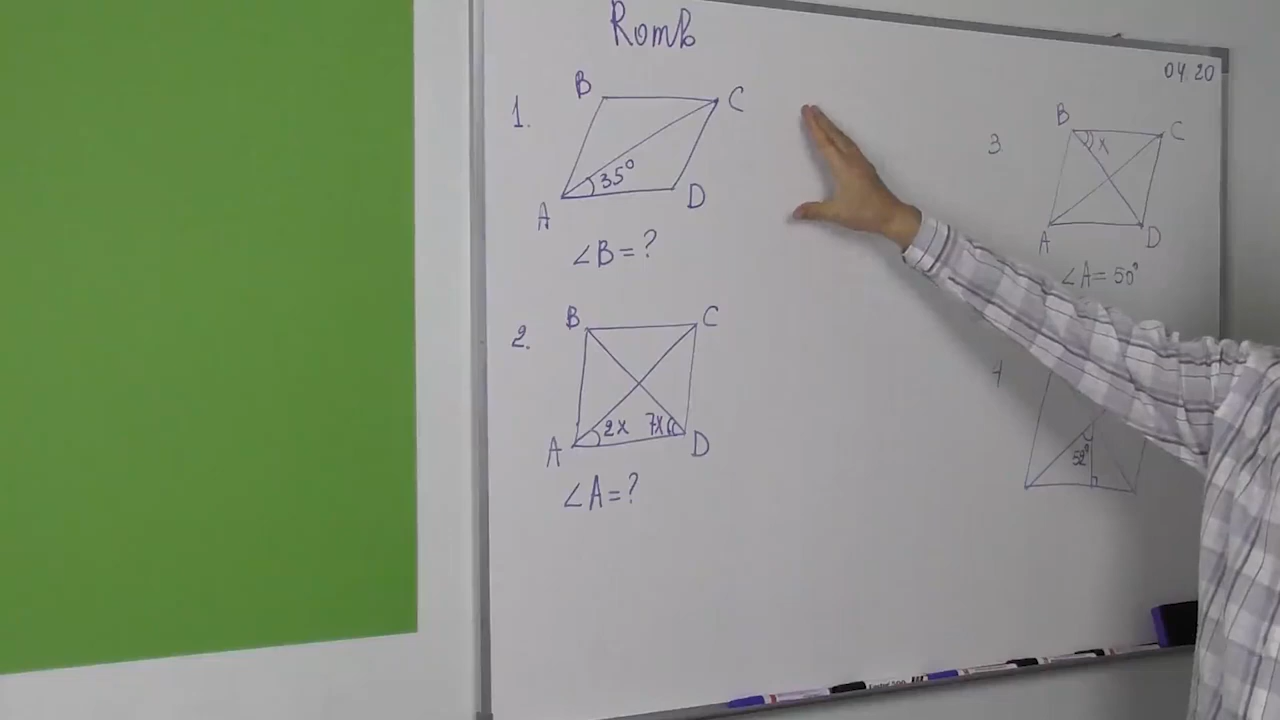 Romb
04.20
1.
B C
35°
A D
∠B = ?
2.
B C
2x 7x
A D
∠A = ?
3
B C
x
A D
∠A = 50°
4
52°